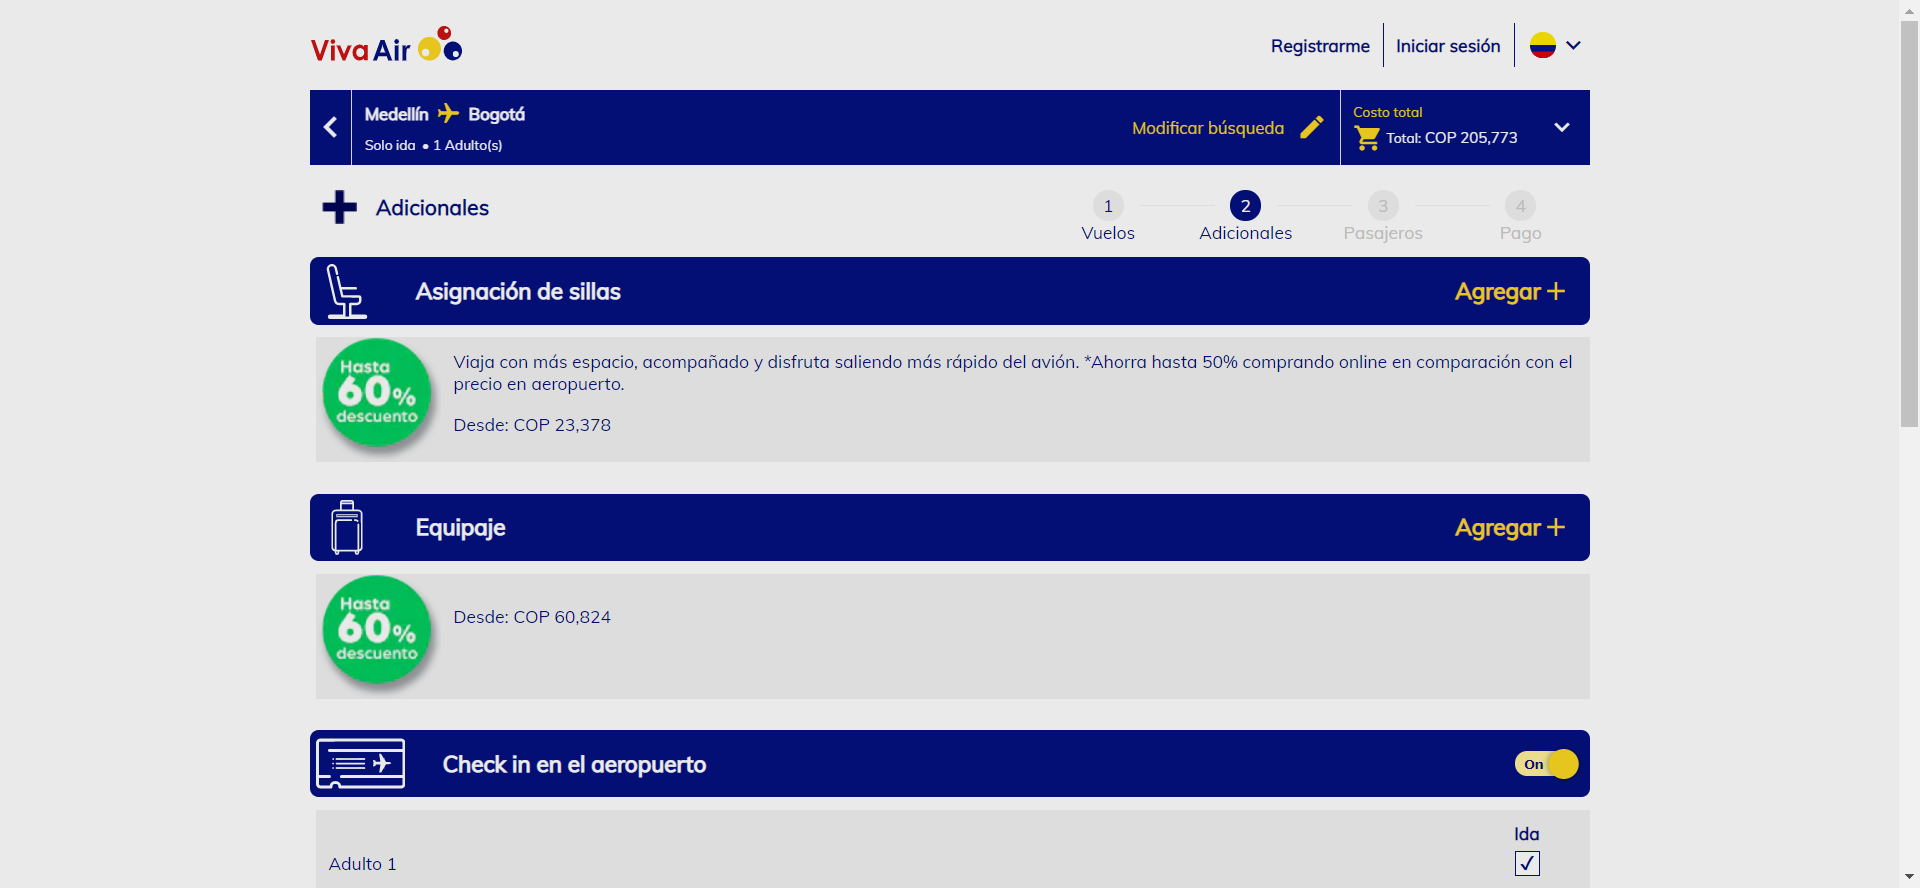 Viva Air
Registrarme
Iniciar sesión
Medellín Bogotá
Solo ida • 1 Adulto(s)
Modificar búsqueda
Costo total
Total: COP 205,773
Adicionales
1
Vuelos
2
Adicionales
3
Pasajeros
4
Pago
Asignación de sillas
Agregar
Hasta
60%
descuento
Viaja con más espacio, acompañado y disfruta saliendo más rápido del avión. *Ahorra hasta 50% comprando online en comparación con el
precio en aeropuerto.
Desde: COP 23,378
Equipaje
Agregar
Hasta
60%
descuento
Desde: COP 60,824
Check in en el aeropuerto
On
Ida
Adulto 1